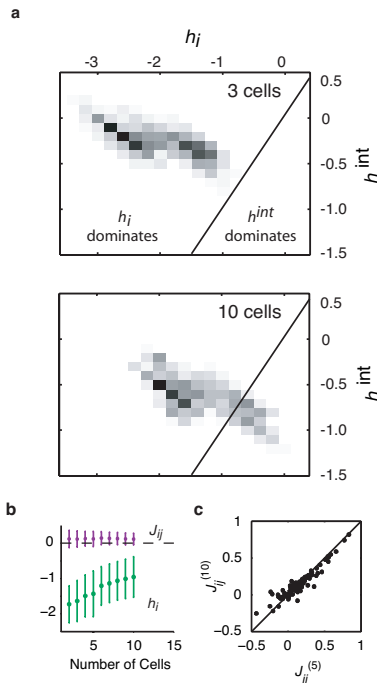 a
h_i
-3 -2 -1 0
3 cells
0.5
0
-0.5
-1.0
-1.5
h^int
h_i dominates
h^int dominates
10 cells
0.5
0
-0.5
-1.0
-1.5
h^int
b
0
-1
-2
J_ij
h_i
5 10 15
Number of Cells
c
1
0.5
0
-0.5
J_ij^(10)
-0.5 0 0.5 1
J_ij^(5)